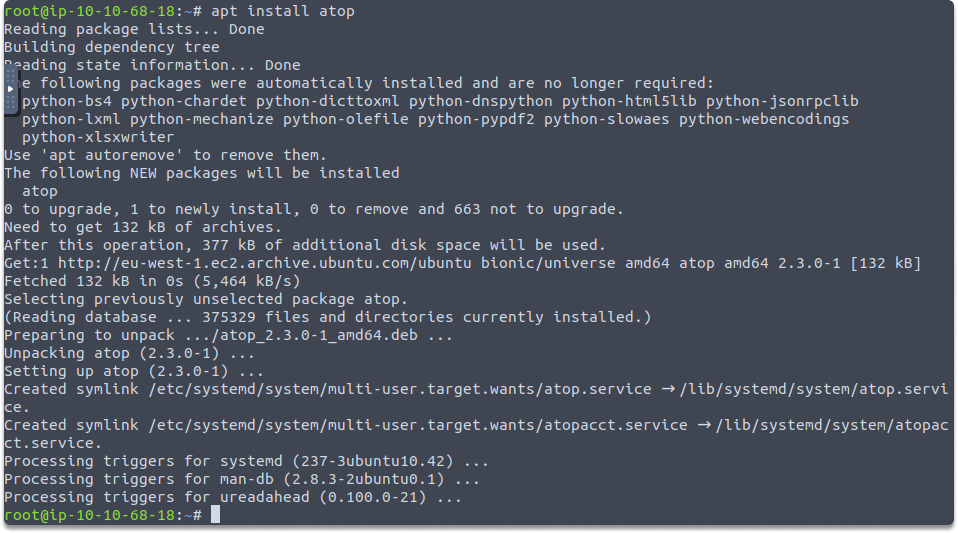 root@ip-10-10-68-18:~# apt install atop
Reading package lists... Done
Building dependency tree
Reading state information... Done
e following packages were automatically installed and are no longer required:
python-bs4 python-chardet python-dicttoxml python-dnspython python-html5lib python-jsonrpclib
python-lxml python-mechanize python-olefile python-pypdf2 python-slowaes python-webencodings
python-xlsxwriter
Use 'apt autoremove' to remove them.
The following NEW packages will be installed
atop
0 to upgrade, 1 to newly install, 0 to remove and 663 not to upgrade.
Need to get 132 kB of archives.
After this operation, 377 kB of additional disk space will be used.
Get:1 http://eu-west-1.ec2.archive.ubuntu.com/ubuntu bionic/universe amd64 atop amd64 2.3.0-1 [132 kB]
Fetched 132 kB in 0s (5,464 kB/s)
Selecting previously unselected package atop.
(Reading database ... 375329 files and directories currently installed.)
Preparing to unpack .../atop_2.3.0-1_amd64.deb ...
Unpacking atop (2.3.0-1) ...
Setting up atop (2.3.0-1) ...
Created symlink /etc/systemd/system/multi-user.target.wants/atop.service → /lib/systemd/system/atop.servi
ce.
Created symlink /etc/systemd/system/multi-user.target.wants/atopacct.service → /lib/systemd/system/atopac
ct.service.
Processing triggers for systemd (237-3ubuntu10.42) ...
Processing triggers for man-db (2.8.3-2ubuntu0.1) ...
Processing triggers for ureadahead (0.100.0-21) ...
root@ip-10-10-68-18:~#